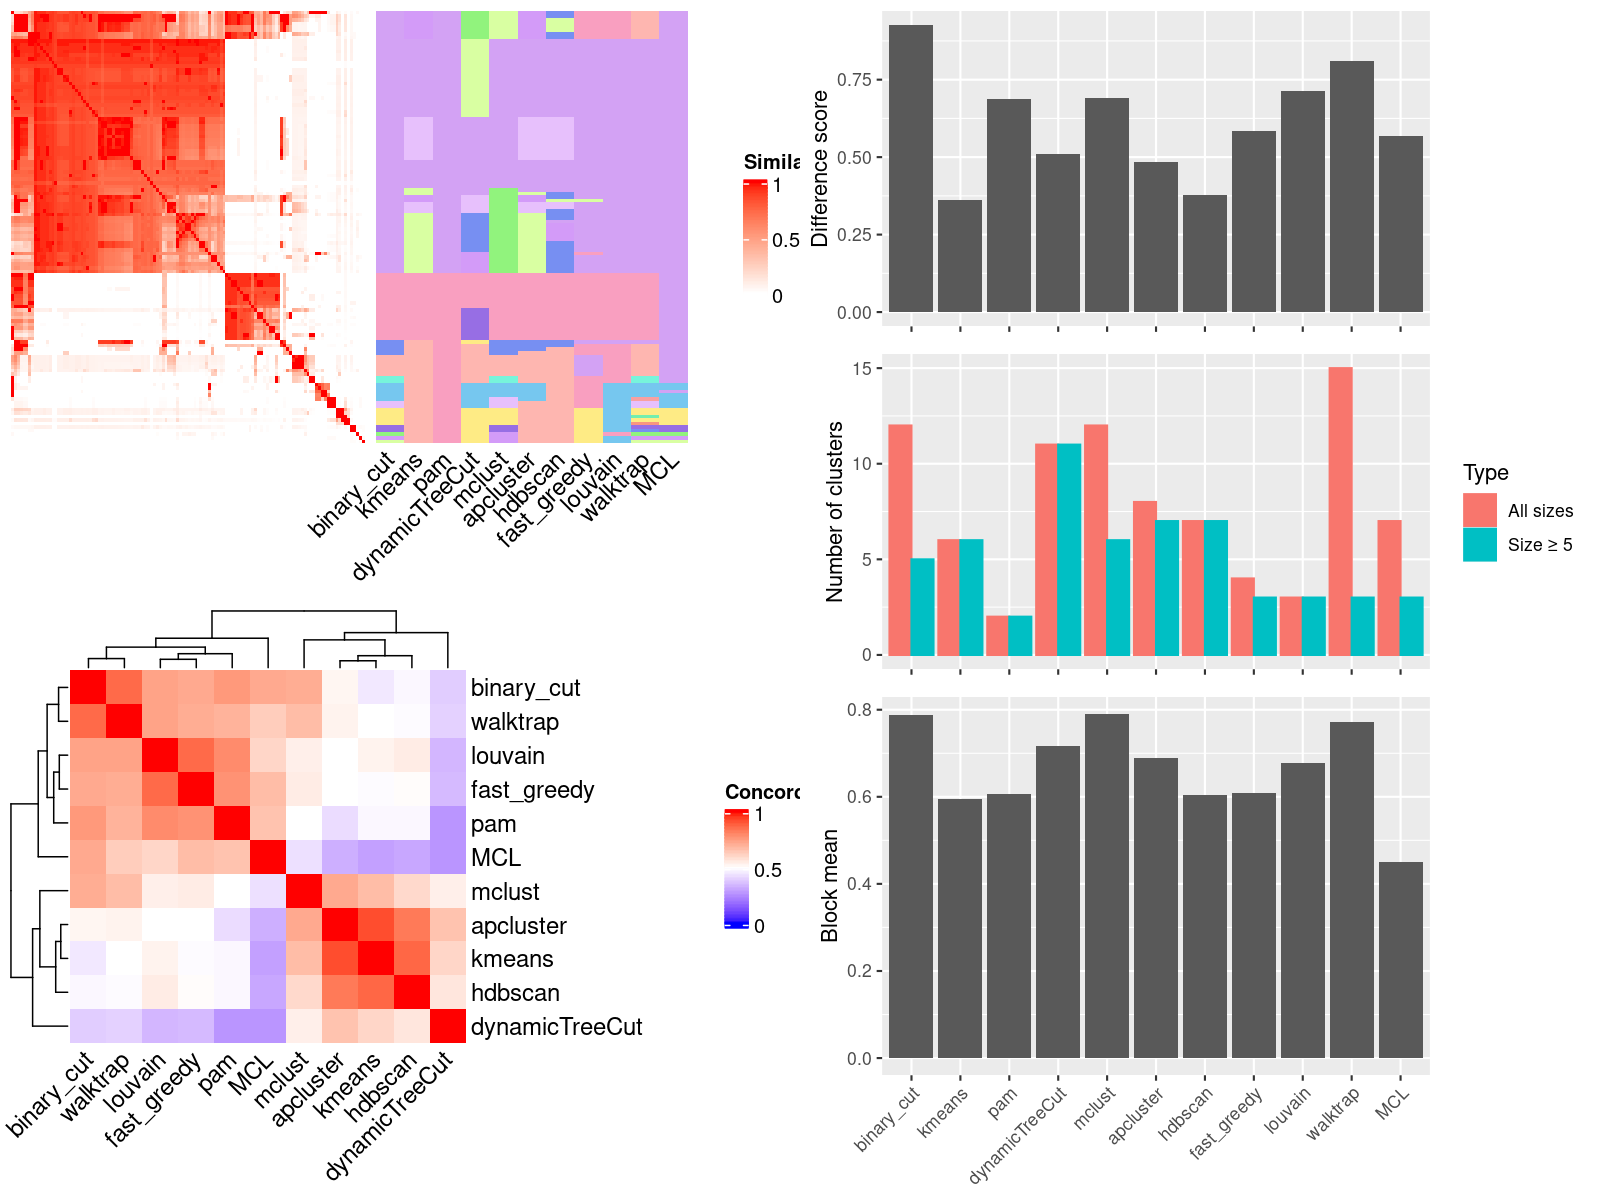 Simila
1
0.5
0
binary_cut
kmeans
pam
dynamicTreeCut
mclust
apcluster
hdbscan
fast_greedy
louvain
walktrap
MCL
Concord
1
0.5
0
binary_cut
walktrap
louvain
fast_greedy
pam
MCL
mclust
apcluster
kmeans
hdbscan
dynamicTreeCut
binary_cut
walktrap
louvain
fast_greedy
pam
MCL
mclust
apcluster
kmeans
hdbscan
dynamicTreeCut
Difference score
0.75
0.50
0.25
0.00
Number of clusters
15
10
5
0
Type
All sizes
Size ≥ 5
Block mean
0.8
0.6
0.4
0.2
0.0
binary_cut
kmeans
pam
dynamicTreeCut
mclust
apcluster
hdbscan
fast_greedy
louvain
walktrap
MCL